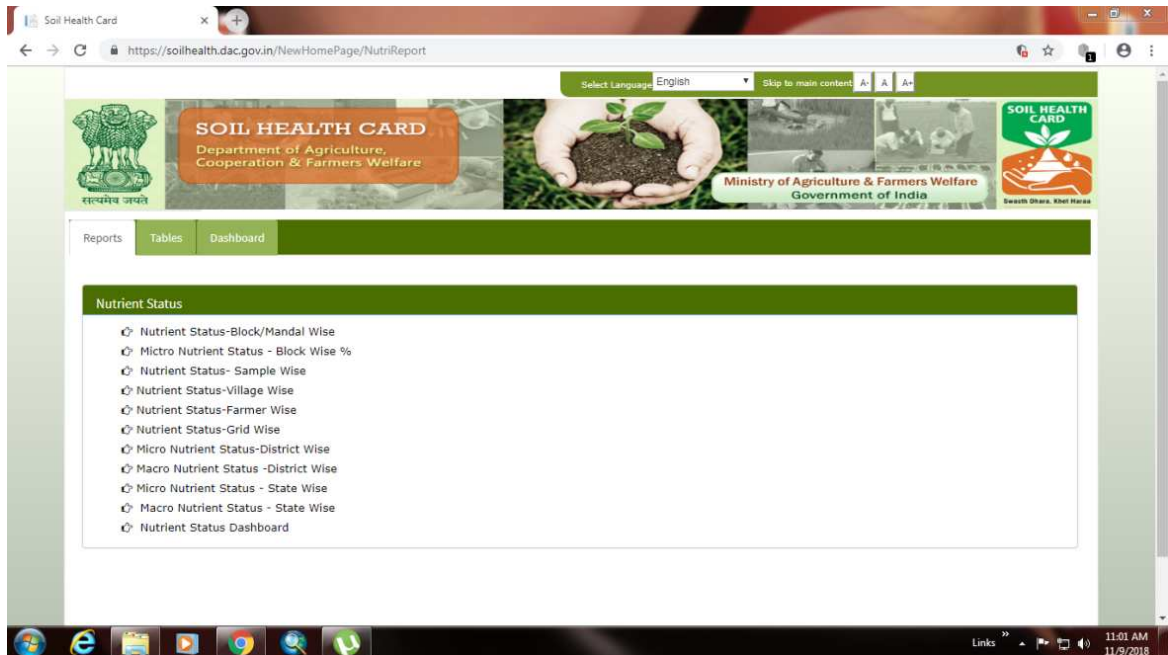 Soil Health Card
https://soilhealth.dac.gov.in/NewHomePage/NutriReport
1
Select Language English
Skip to main content A- A A+
सत्यमेव जयते
SOIL HEALTH CARD
Department of Agriculture,
Cooperation & Farmers Welfare
Ministry of Agriculture & Farmers Welfare
Government of India
SOIL HEALTH
CARD
Swasth Dhara, Khet Haraa
Reports Tables Dashboard
Nutrient Status
Nutrient Status-Block/Mandal Wise
Mictro Nutrient Status - Block Wise %
Nutrient Status- Sample Wise
Nutrient Status-Village Wise
Nutrient Status-Farmer Wise
Nutrient Status-Grid Wise
Micro Nutrient Status-District Wise
Macro Nutrient Status -District Wise
Micro Nutrient Status - State Wise
Macro Nutrient Status - State Wise
Nutrient Status Dashboard
Links
11:01 AM
11/9/2018